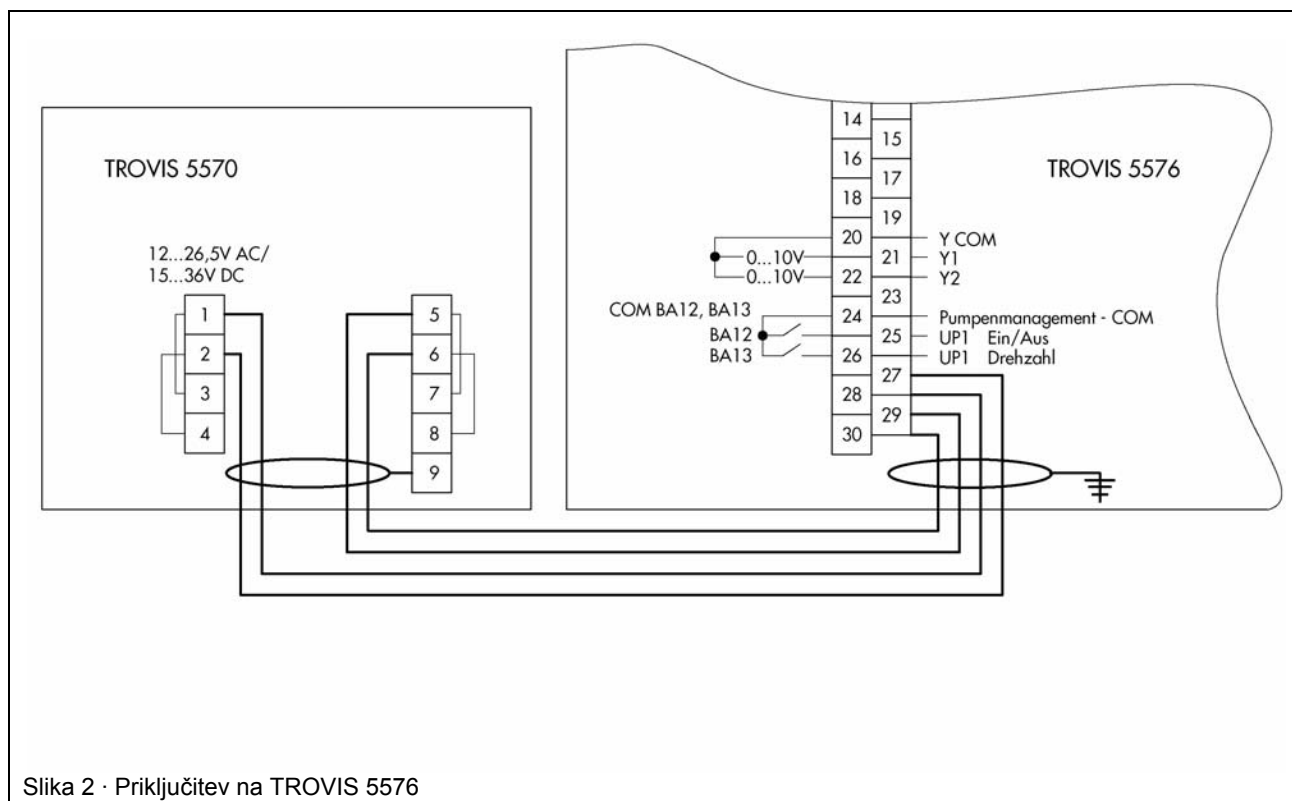 TROVIS 5570
12...26,5V AC/
15...36V DC
1
2
3
4
5
6
7
8
9
TROVIS 5576
14
15
16
17
18
19
20
21
22
23
24
25
26
27
28
29
30
0...10V
0...10V
Y COM
Y1
Y2
COM BA12, BA13
BA12
BA13
Pumpenmanagement - COM
UP1 Ein/Aus
UP1 Drehzahl
Slika 2 · Priključitev na TROVIS 5576